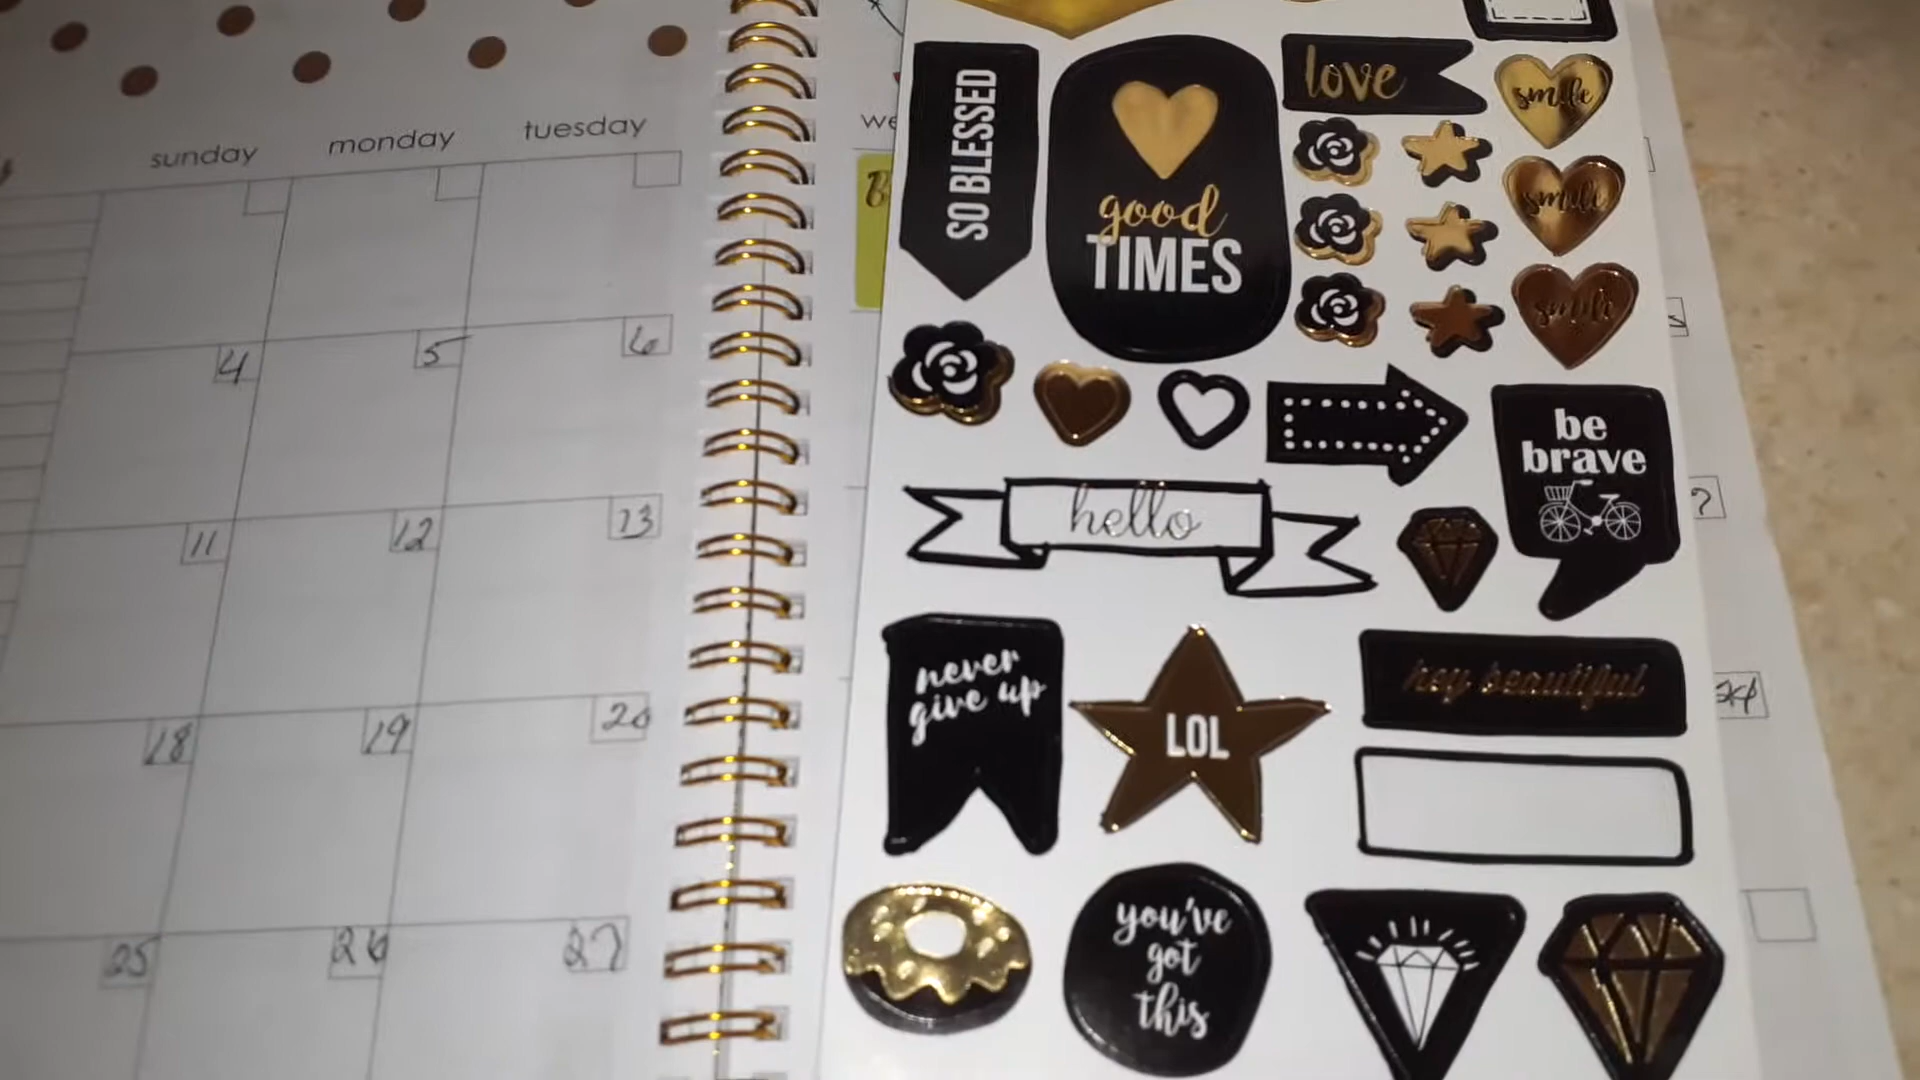 sunday monday tuesday
4 5 6
11 12 13
18 19 20
25 26 27
we
SO BLESSED
good
TIMES
love
smile
smile
smile
be
brave
hello
never
give up
LOL
hey beautiful
you've
got
this